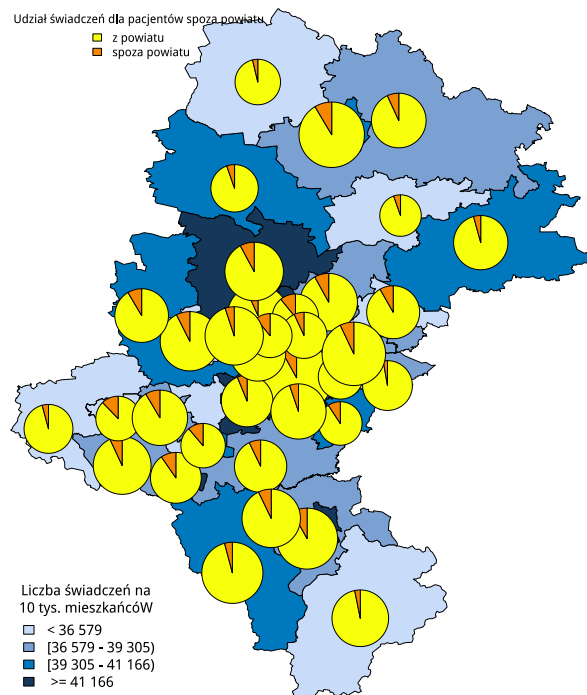 Udział świadczeń dla pacjentów spoza powiatu
z powiatu
spoza powiatu
Liczba świadczeń na
10 tys. mieszkańcóW
< 36 579
[36 579 - 39 305)
[39 305 - 41 166)
>= 41 166